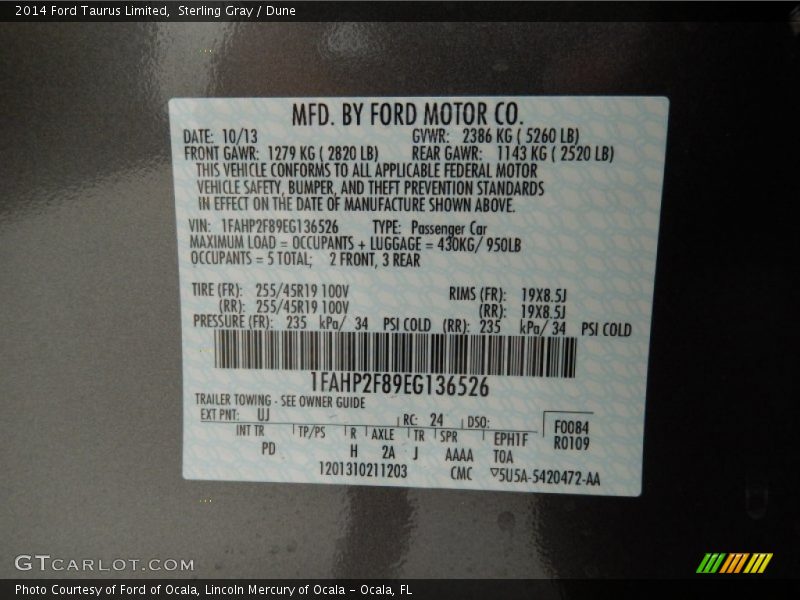 2014 Ford Taurus Limited,  Sterling Gray / Dune
MFD. BY FORD MOTOR CO.
DATE: 10/13 GVWR: 2386 KG ( 5260 LB)
FRONT GAWR: 1279 KG ( 2820 LB) REAR GAWR: 1143 KG ( 2520 LB)
THIS VEHICLE CONFORMS TO ALL APPLICABLE FEDERAL MOTOR
VEHICLE SAFETY, BUMPER, AND THEFT PREVENTION STANDARDS
IN EFFECT ON THE DATE OF MANUFACTURE SHOWN ABOVE.
VIN: 1FAHP2F89EG136526 TYPE: Passenger Car
MAXIMUM LOAD = OCCUPANTS + LUGGAGE = 430KG/ 950LB
OCCUPANTS = 5 TOTAL; 2 FRONT, 3 REAR
TIRE (FR): 255/45R19 100V RIMS (FR): 19X8.5J
(RR): 255/45R19 100V (RR): 19X8.5J
PRESSURE (FR): 235 kPa/ 34 PSI COLD (RR): 235 kPa/ 34 PSI COLD
1FAHP2F89EG136526
TRAILER TOWING - SEE OWNER GUIDE
EXT PNT: UJ RC: 24 DSO: F0084
INT TR TP/PS R AXLE TR SPR EPH1F R0109
PD H 2A J AAAA T0A
1201310211203 CMC ▽5U5A-5420472-AA
GTCARLOT.COM
Photo Courtesy of Ford of Ocala, Lincoln Mercury of Ocala - Ocala, FL